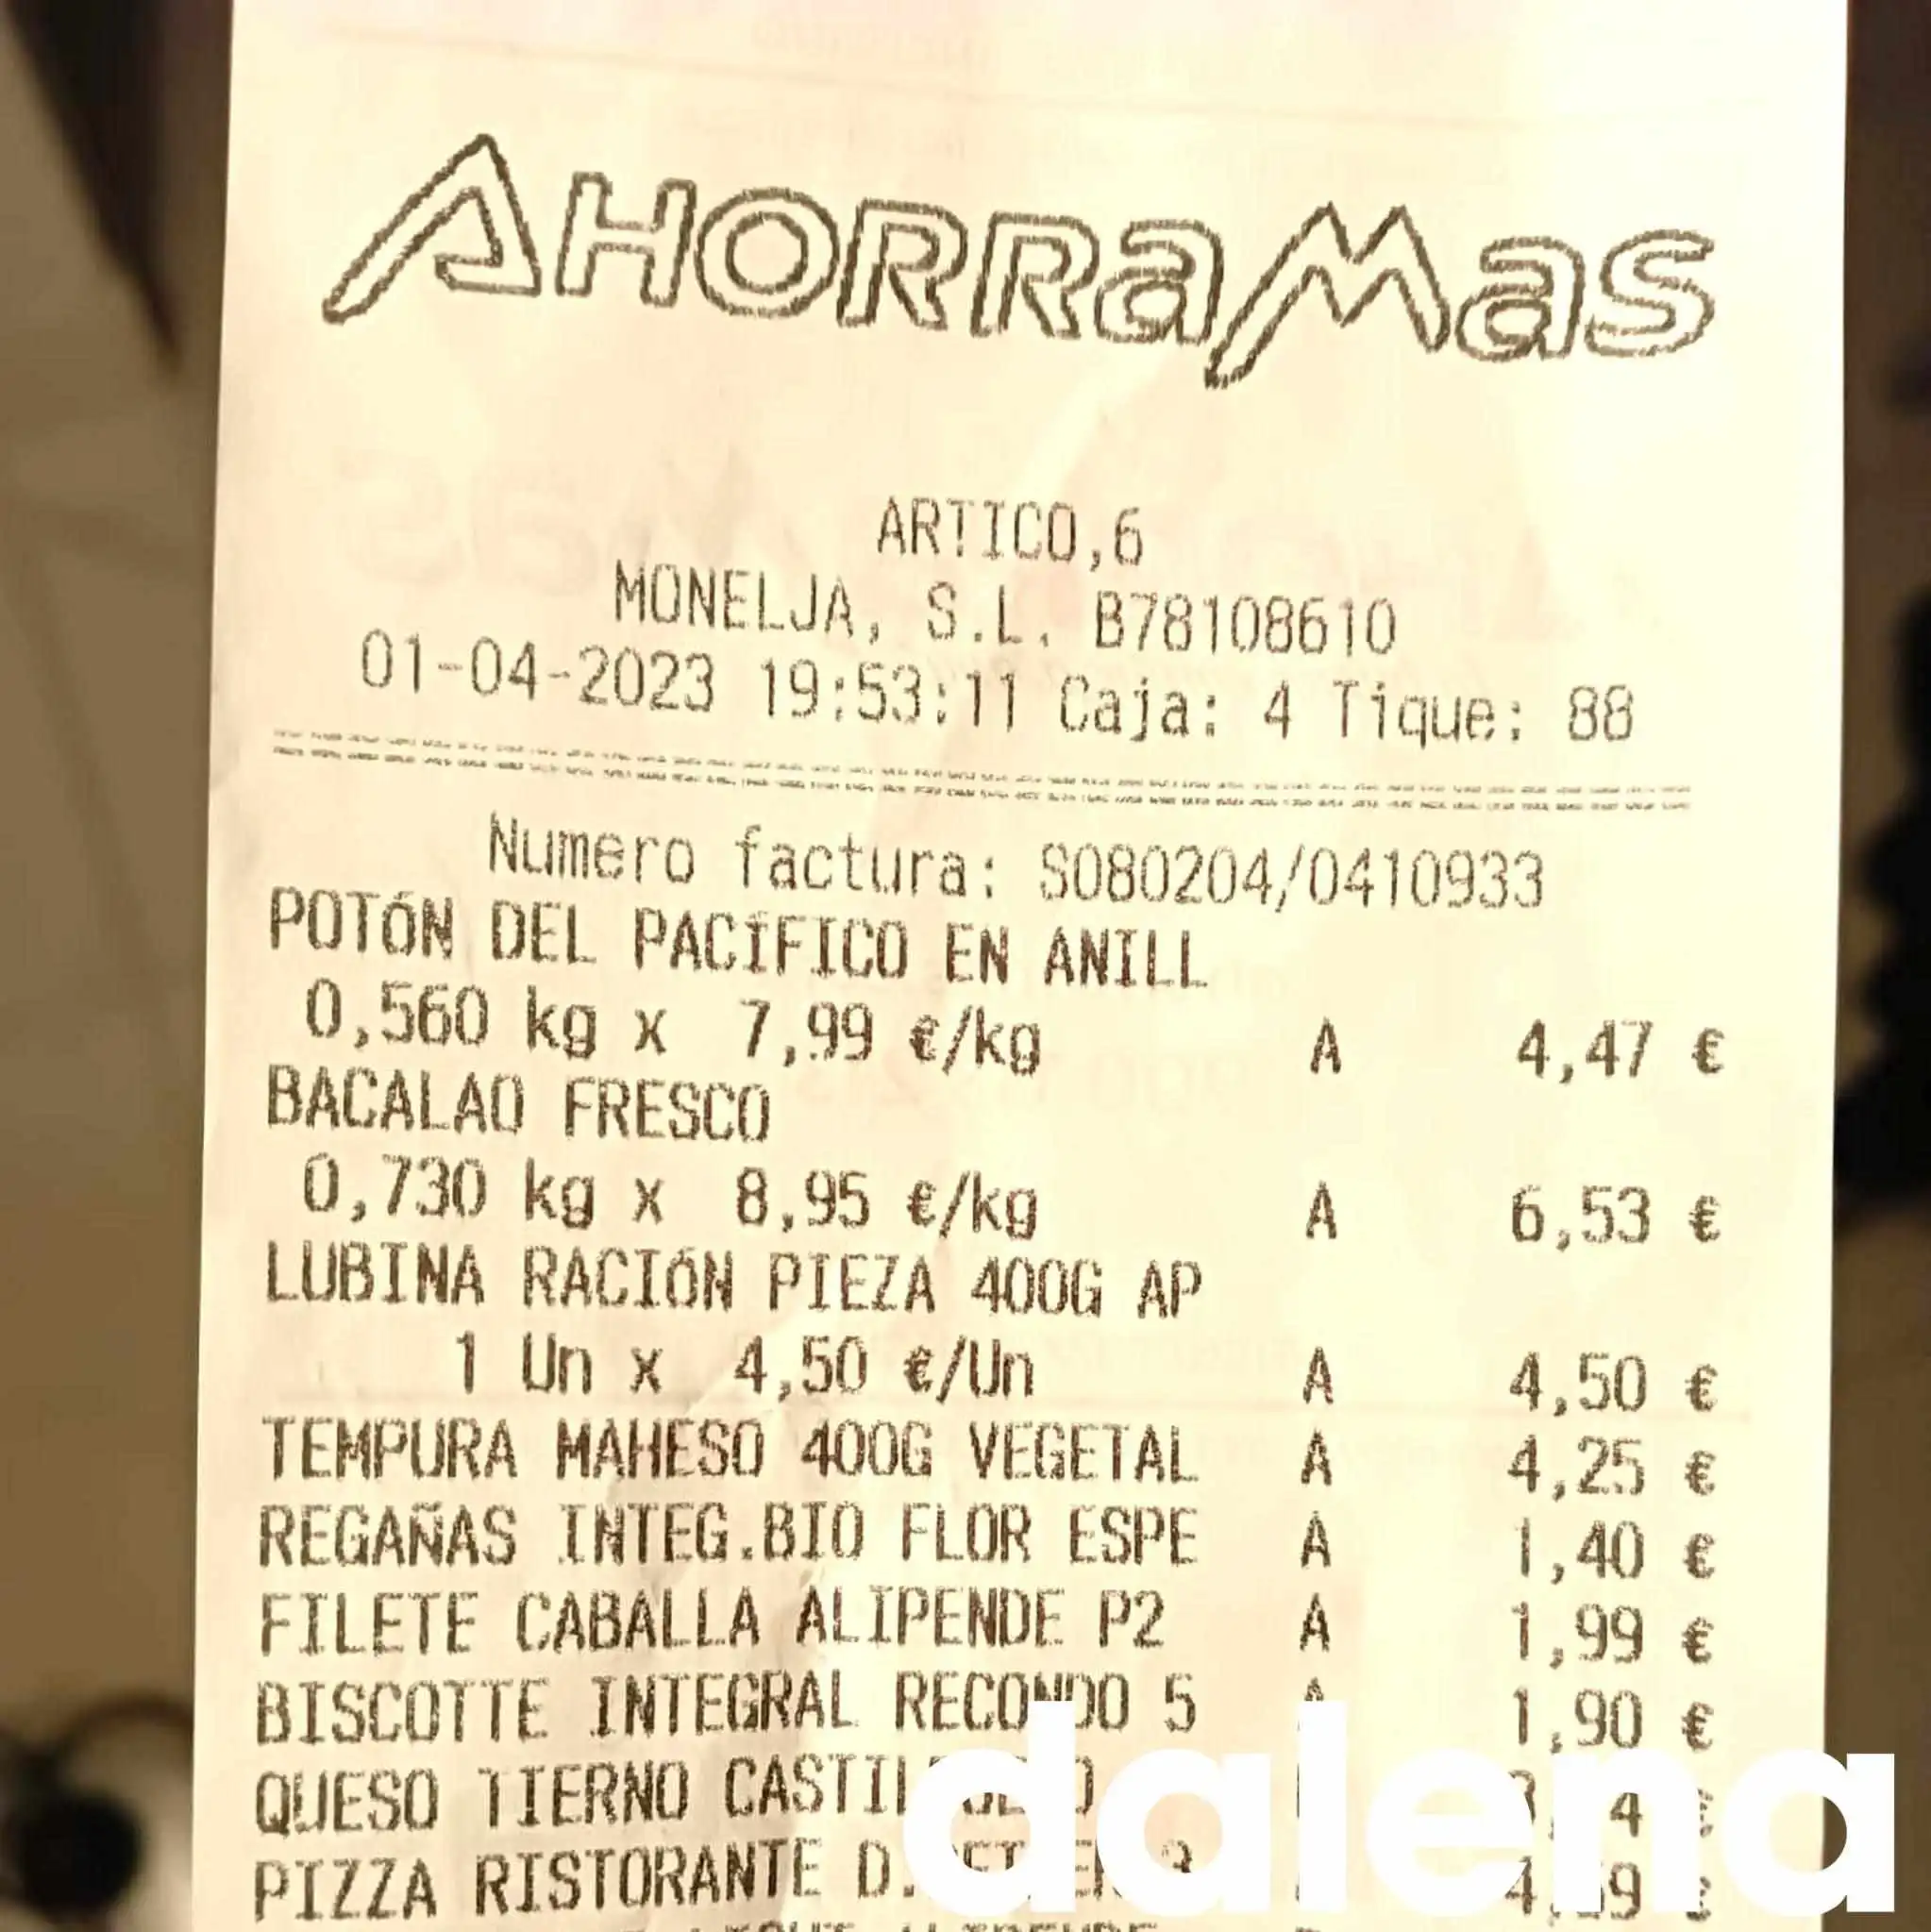 AHORRAMAS
ARTICO,6
MONELJA, S.L. B78108610
01-04-2023 19:53:11 Caja: 4 Tique: 88
Numero factura: S080204/0410933
POTÓN DEL PACÍFICO EN ANILL
0,560 kg x 7,99 €/kg A 4,47 €
BACALAO FRESCO
0,730 kg x 8,95 €/kg A 6,53 €
LUBINA RACIÓN PIEZA 400G AP
1 Un x 4,50 €/Un A 4,50 €
TEMPURA MAHESO 400G VEGETAL A 4,25 €
REGAÑAS INTEG.BIO FLOR ESPE A 1,40 €
FILETE CABALLA ALIPENDE P2 A 1,99 €
BISCOTTE INTEGRAL RECONDO 5 A 1,90 €
QUESO TIERNO
PIZZA RISTORANTE
dalena